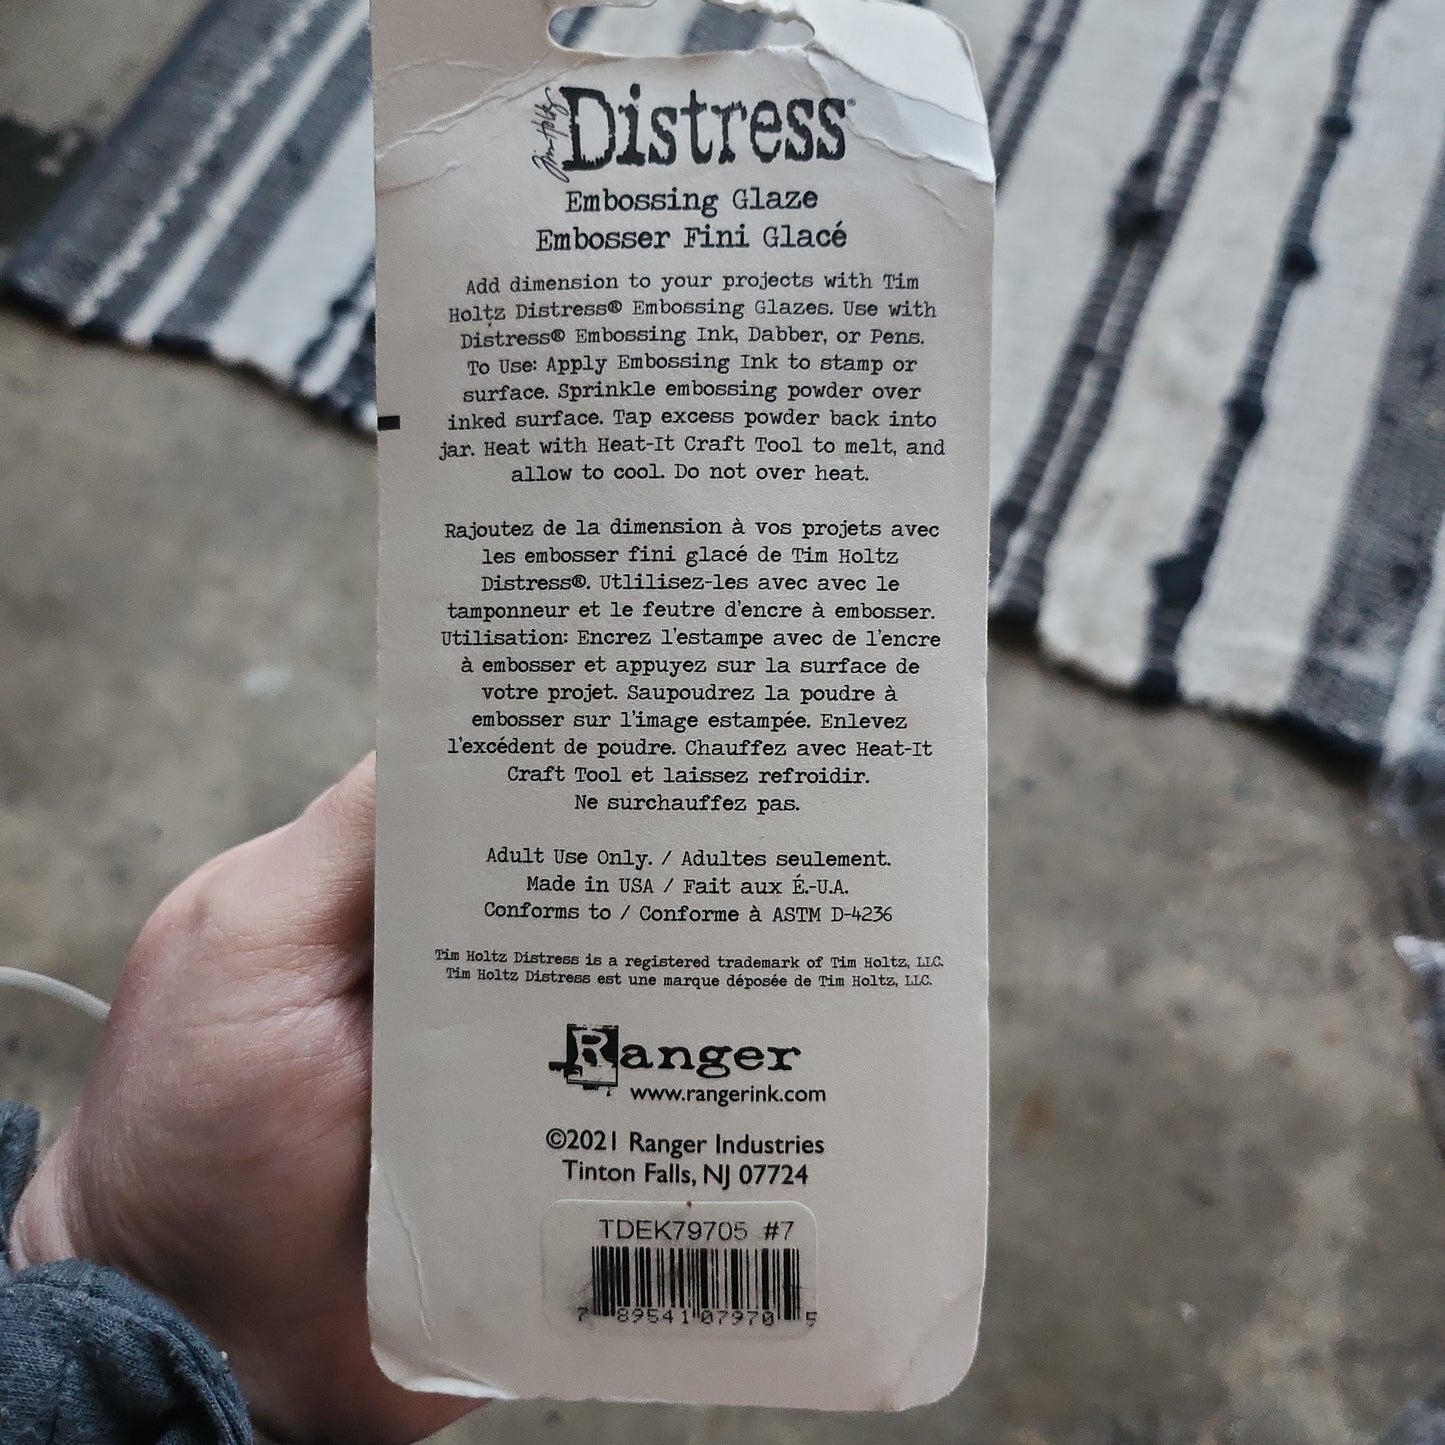 Tim Holtz Distress®
Embossing Glaze
Embosser Fini Glacé
Add dimension to your projects with Tim
Holtz Distress® Embossing Glazes. Use with
Distress® Embossing Ink, Dabber, or Pens.
To Use: Apply Embossing Ink to stamp or
surface. Sprinkle embossing powder over
inked surface. Tap excess powder back into
jar. Heat with Heat-It Craft Tool to melt, and
allow to cool. Do not over heat.
Rajoutez de la dimension à vos projets avec
les embosser fini glacé de Tim Holtz
Distress®. Utlilisez-les avec avec le
tamponneur et le feutre d'encre à embosser.
Utilisation: Encrez l'estampe avec de l'encre
à embosser et appuyez sur la surface de
votre projet. Saupoudrez la poudre à
embosser sur l'image estampée. Enlevez
l'excédent de poudre. Chauffez avec Heat-It
Craft Tool et laissez refroidir.
Ne surchauffez pas.
Adult Use Only. / Adultes seulement.
Made in USA / Fait aux É.-U.A.
Conforms to / Conforme à ASTM D-4236
Tim Holtz Distress is a registered trademark of Tim Holtz, LLC.
Tim Holtz Distress est une marque déposée de Tim Holtz, LLC.
Ranger
www.rangerink.com
©2021 Ranger Industries
Tinton Falls, NJ 07724
TDEK79705 #7
7 89541 07970 5